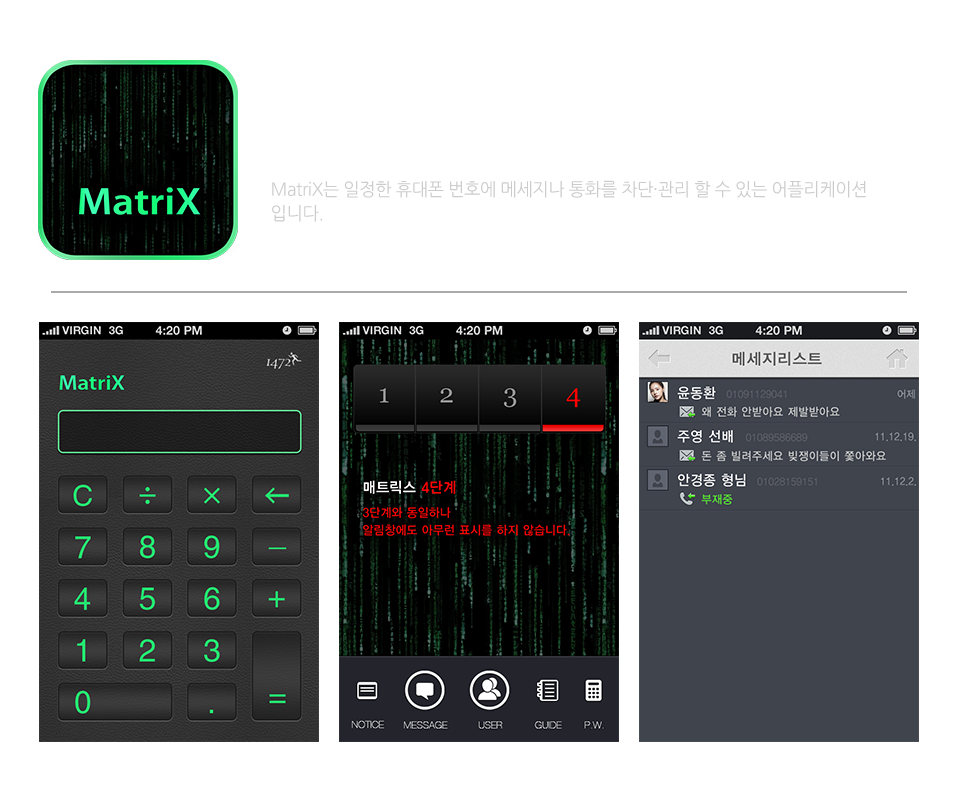 MatriX
MatriX는 일정한 휴대폰 번호에 메세지나 통화를 차단·관리 할 수 있는 어플리케이션
입니다.
VIRGIN 3G 4:20 PM
1472
MatriX
C ÷ × ←
7 8 9 −
4 5 6 +
1 2 3
0 . =
VIRGIN 3G 4:20 PM
1 2 3 4
매트릭스 4단계
3단계와 동일하나
알림창에도 아무런 표시를 하지 않습니다.
NOTICE MESSAGE USER GUIDE P.W.
VIRGIN 3G 4:20 PM
메세지리스트
윤동환 01091129041 어제
왜 전화 안받아요 제발받아요
주영 선배 01089586689 11.12.19.
돈 좀 빌려주세요 빚쟁이들이 쫓아와요
안경종 형님 01028159151 11.12.2.
부재중